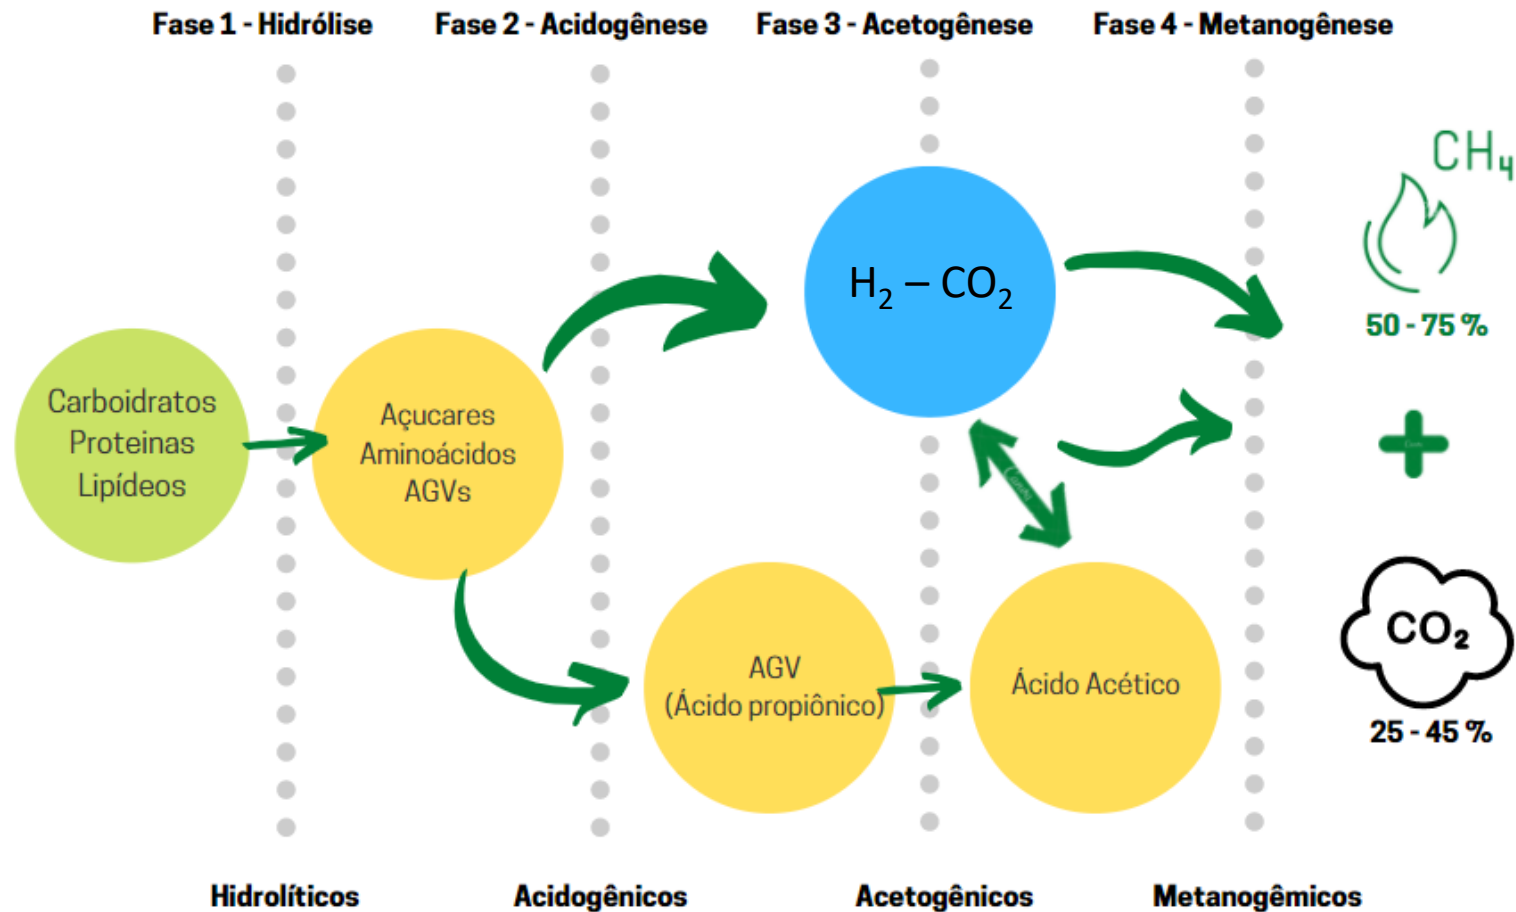 Fase 1 - Hidrólise
Fase 2 - Acidogênese
Fase 3 - Acetogênese
Fase 4 - Metanogênese
CH₄
50 - 75 %
H₂ – CO₂
Carboidratos
Proteinas
Lipídeos
Açucares
Aminoácidos
AGVs
AGV
(Ácido propiônico)
Ácido Acético
CO₂
25 - 45 %
Hidrolíticos
Acidogênicos
Acetogênicos
Metanogêmicos